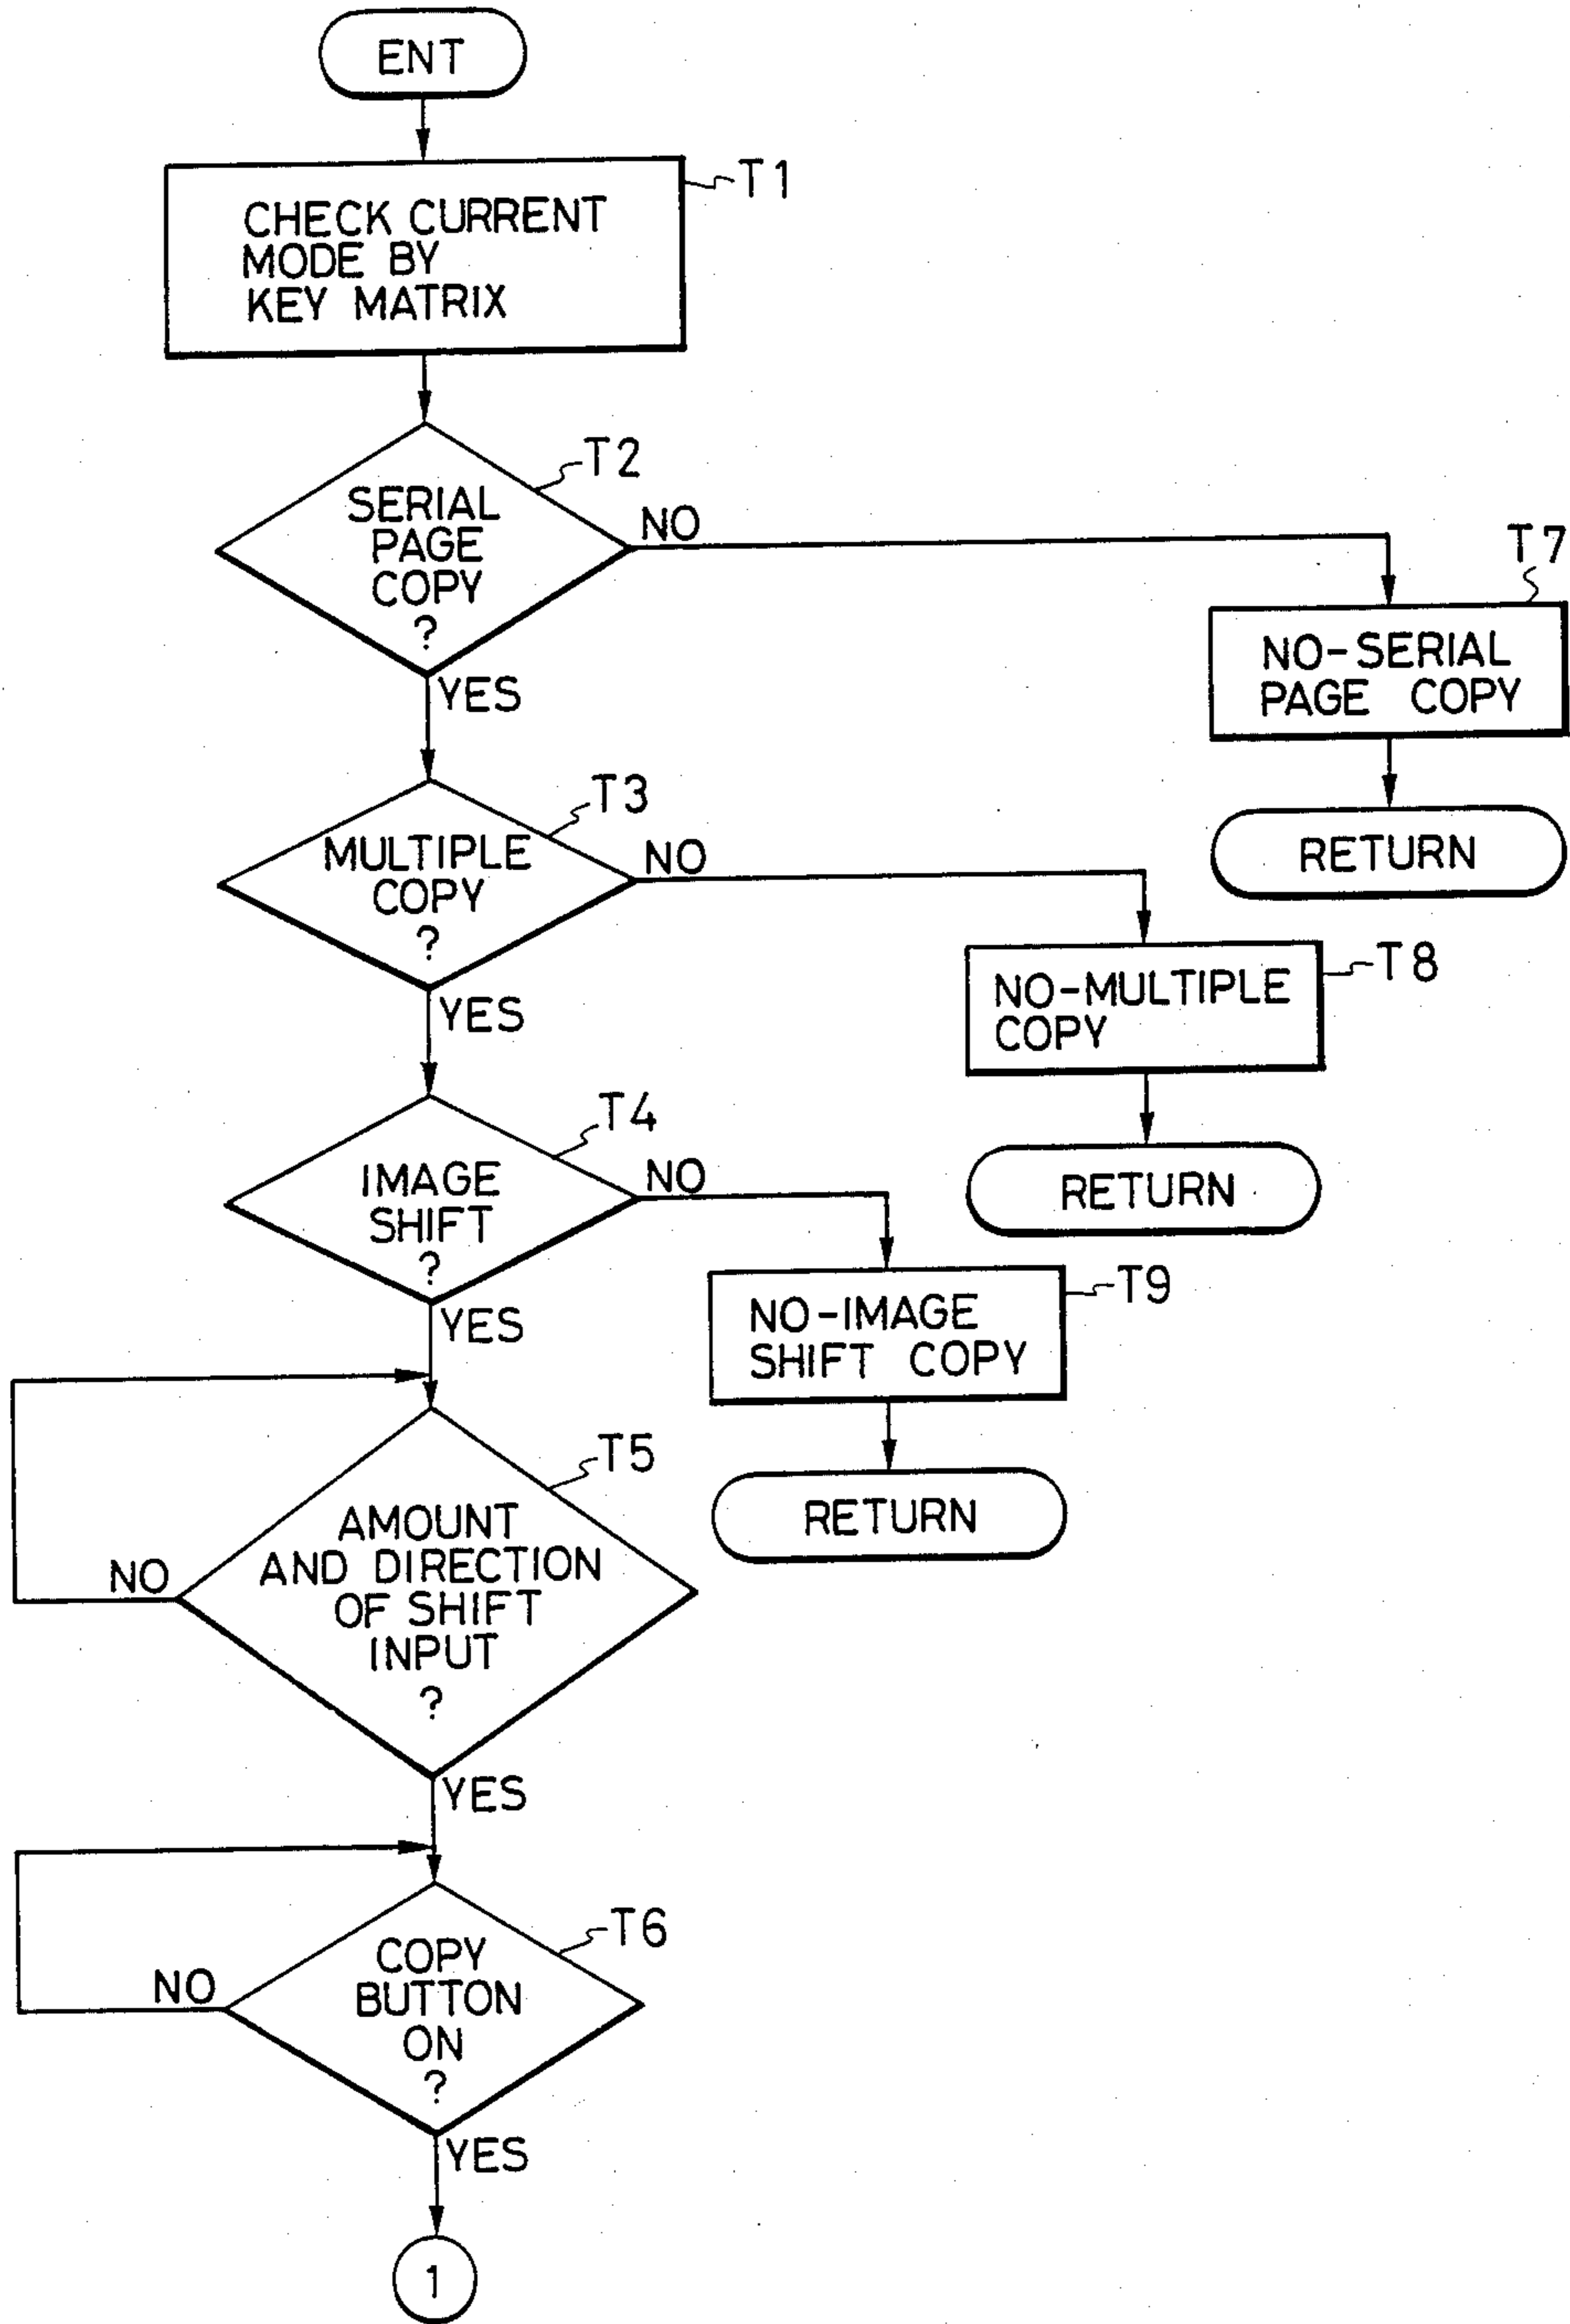 ENT
T1
CHECK CURRENT
MODE BY
KEY MATRIX
T2
SERIAL
PAGE
COPY
?
NO
YES
T7
NO-SERIAL
PAGE COPY
RETURN
T3
MULTIPLE
COPY
?
NO
YES
T8
NO-MULTIPLE
COPY
RETURN
T4
IMAGE
SHIFT
?
NO
YES
T9
NO-IMAGE
SHIFT COPY
RETURN
T5
AMOUNT
AND DIRECTION
OF SHIFT
INPUT
?
NO
YES
T6
COPY
BUTTON
ON
?
NO
YES
1